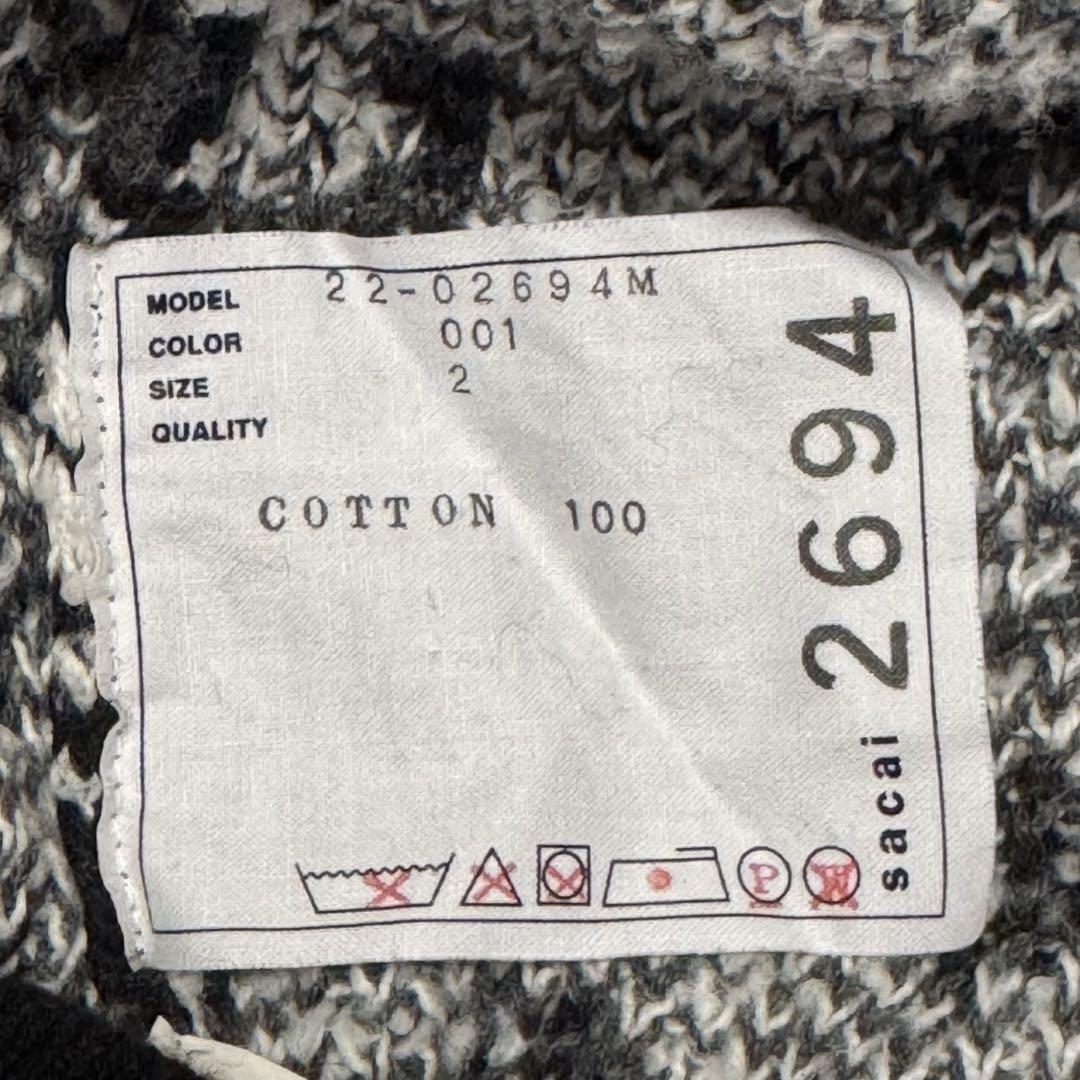 MODEL 22-02694M
COLOR 001
SIZE 2
QUALITY
COTTON 100
sacai 2694
P W